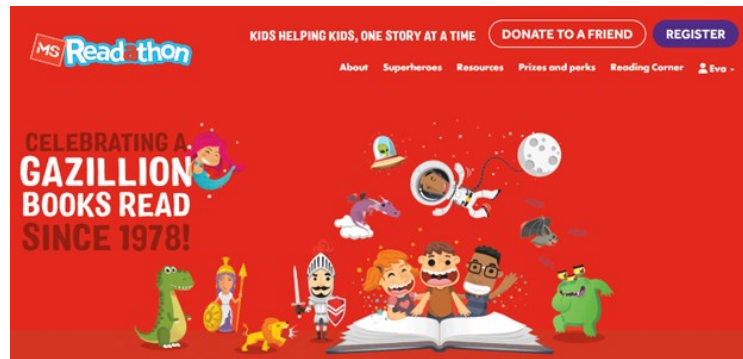 MS Readathon
KIDS HELPING KIDS, ONE STORY AT A TIME
DONATE TO A FRIEND
REGISTER
About Superheroes Resources Prizes and perks Reading Corner Eva
CELEBRATING A
GAZILLION
BOOKS READ
SINCE 1978!